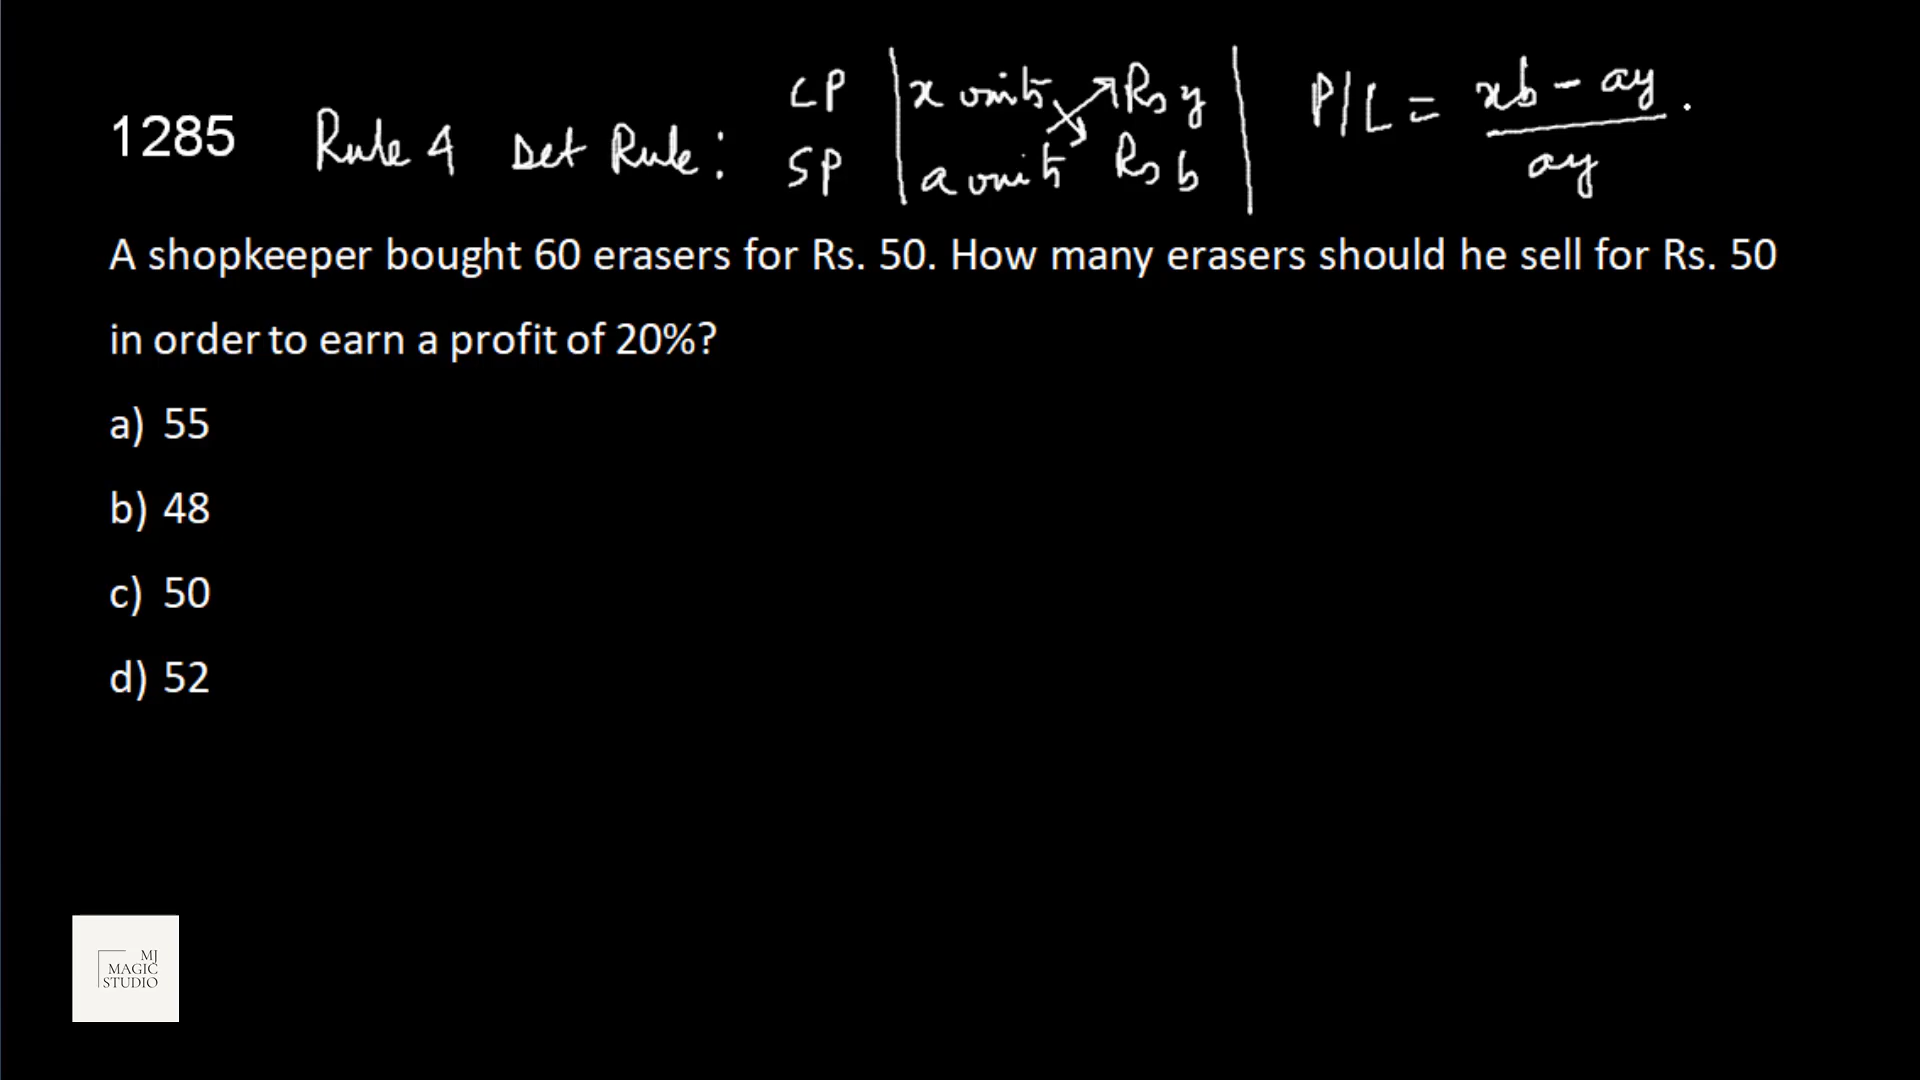 1285 Rule 4 Det Rule : CP x units Rs y P/L = xb - ay .
SP a units Rs b ay
A shopkeeper bought 60 erasers for Rs. 50. How many erasers should he sell for Rs. 50
in order to earn a profit of 20%?
a) 55
b) 48
c) 50
d) 52
MJ
MAGIC
STUDIO